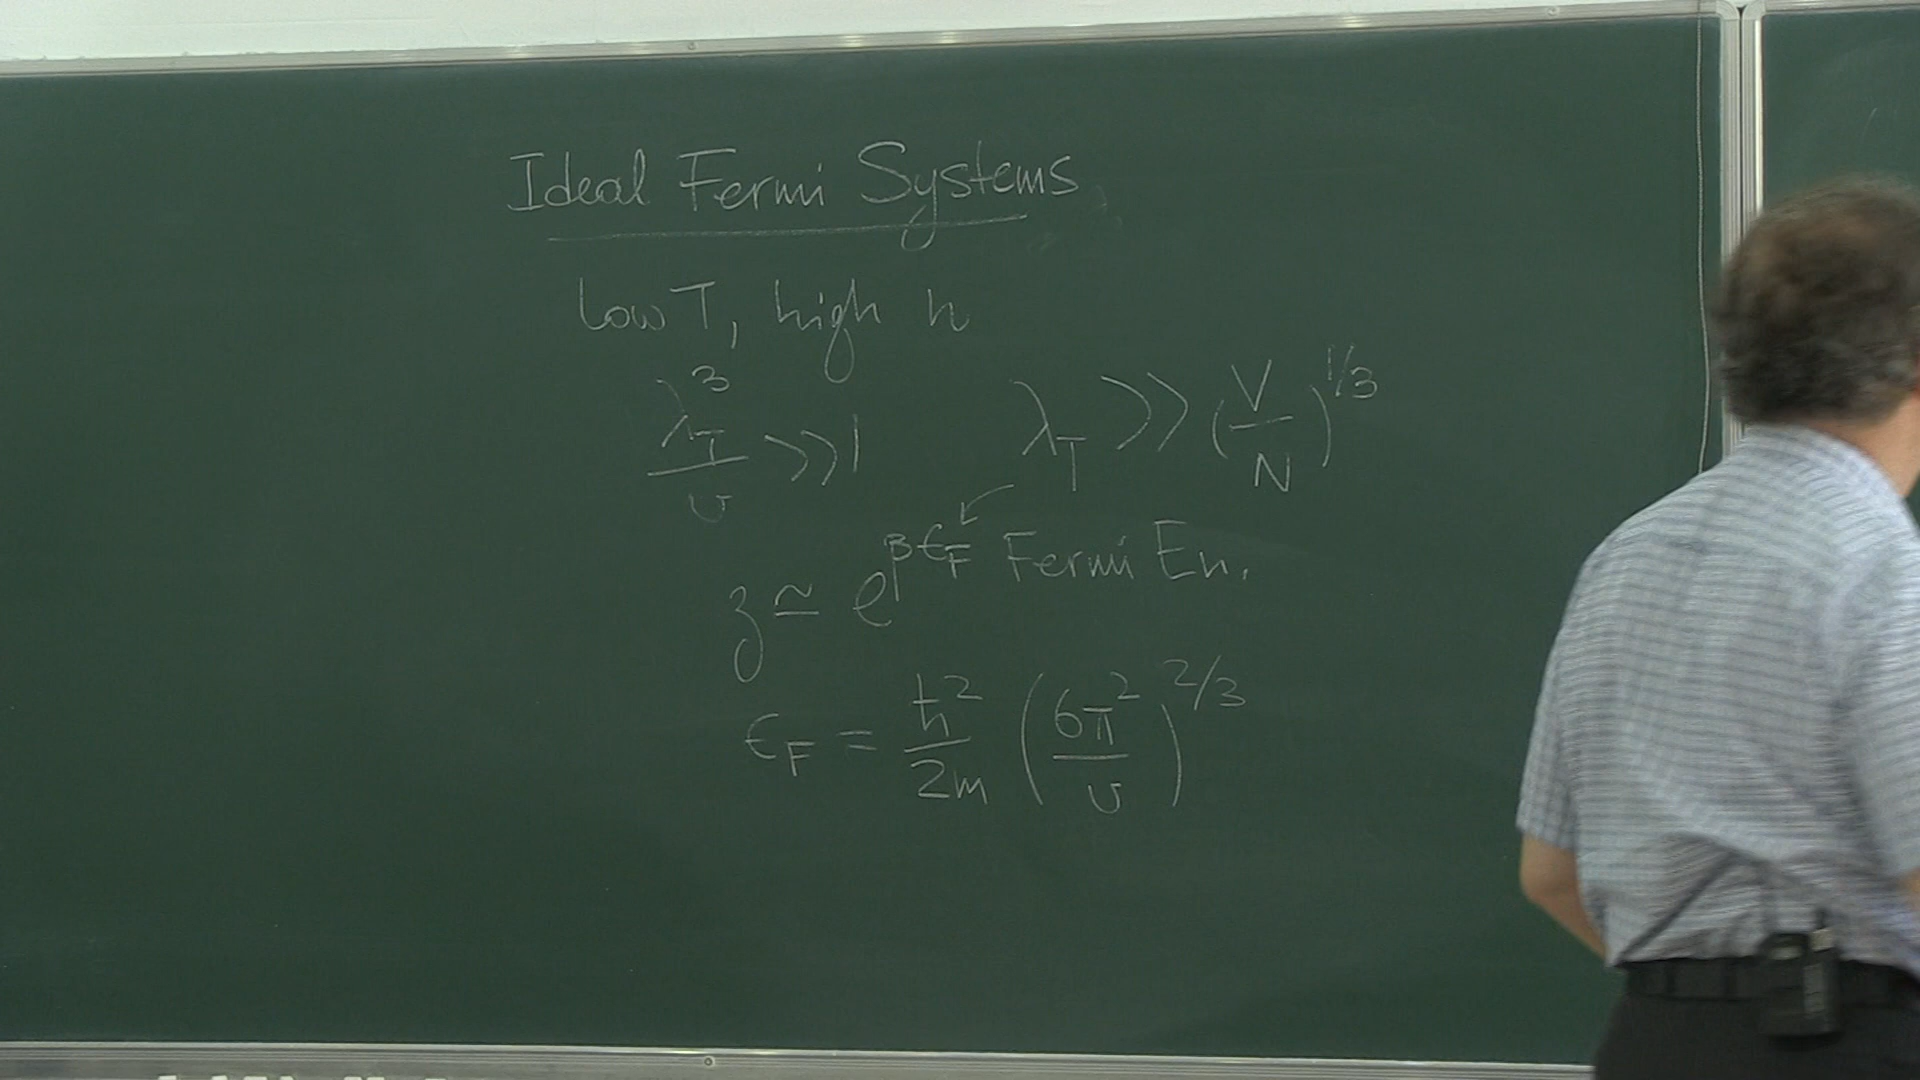 Ideal Fermi Systems
Low T, high n
λ_T^3/v >> 1   λ_T >> (V/N)^{1/3}
z ≃ e^{βϵ_F} Fermi En.
ϵ_F = ħ^2/2m (6π^2/v)^{2/3}